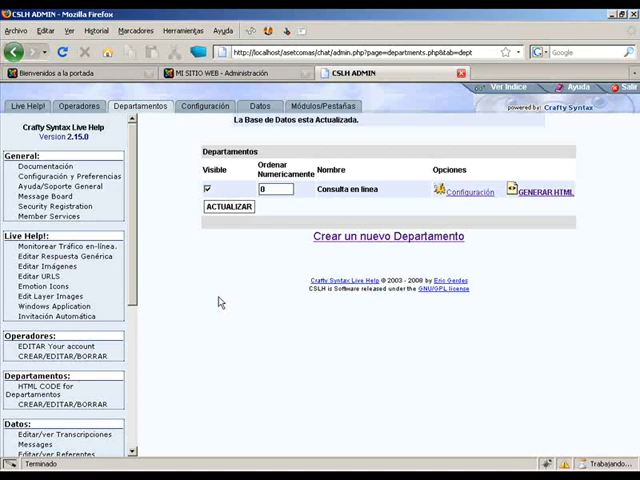 CSLH ADMIN - Mozilla Firefox
Archivo Editar Ver Historial Marcadores Herramientas Ayuda
http://localhost/asetcomas/chat/admin.php?page=departments.php&tab=dept
Google
Bienvenidos a la portada
MI SITIO WEB - Administración
CSLH ADMIN
Ver Indice Ayuda Salir
Live Help! Operadores Departamentos Configuración Datos Módulos/Pestañas
powered by: Crafty Syntax
La Base de Datos esta Actualizada.
Crafty Syntax Live Help
Version 2.15.0
General:
Documentación
Configuración y Preferencias
Ayuda/Soporte General
Message Board
Security Registration
Member Services
Live Help!:
Monitorear Tráfico en-línea.
Editar Respuesta Genérica
Editar Imágenes
Editar URLS
Emotion Icons
Edit Layer Images
Windows Application
Invitación Automática
Operadores:
EDITAR Your account
CREAR/EDITAR/BORRAR
Departamentos:
HTML CODE for
Departamentos
CREAR/EDITAR/BORRAR
Datos:
Editar/ver Transcripciones
Messages
Editar/ver Referentes
Departamentos
Visible Ordenar Numericamente Nombre Opciones
0 Consulta en linea Configuración GENERAR HTML
ACTUALIZAR
Crear un nuevo Departamento
Crafty Syntax Live Help © 2003 - 2008 by Eric Gerdes
CSLH is Software released under the GNU/GPL license
Terminado
Trabajando...